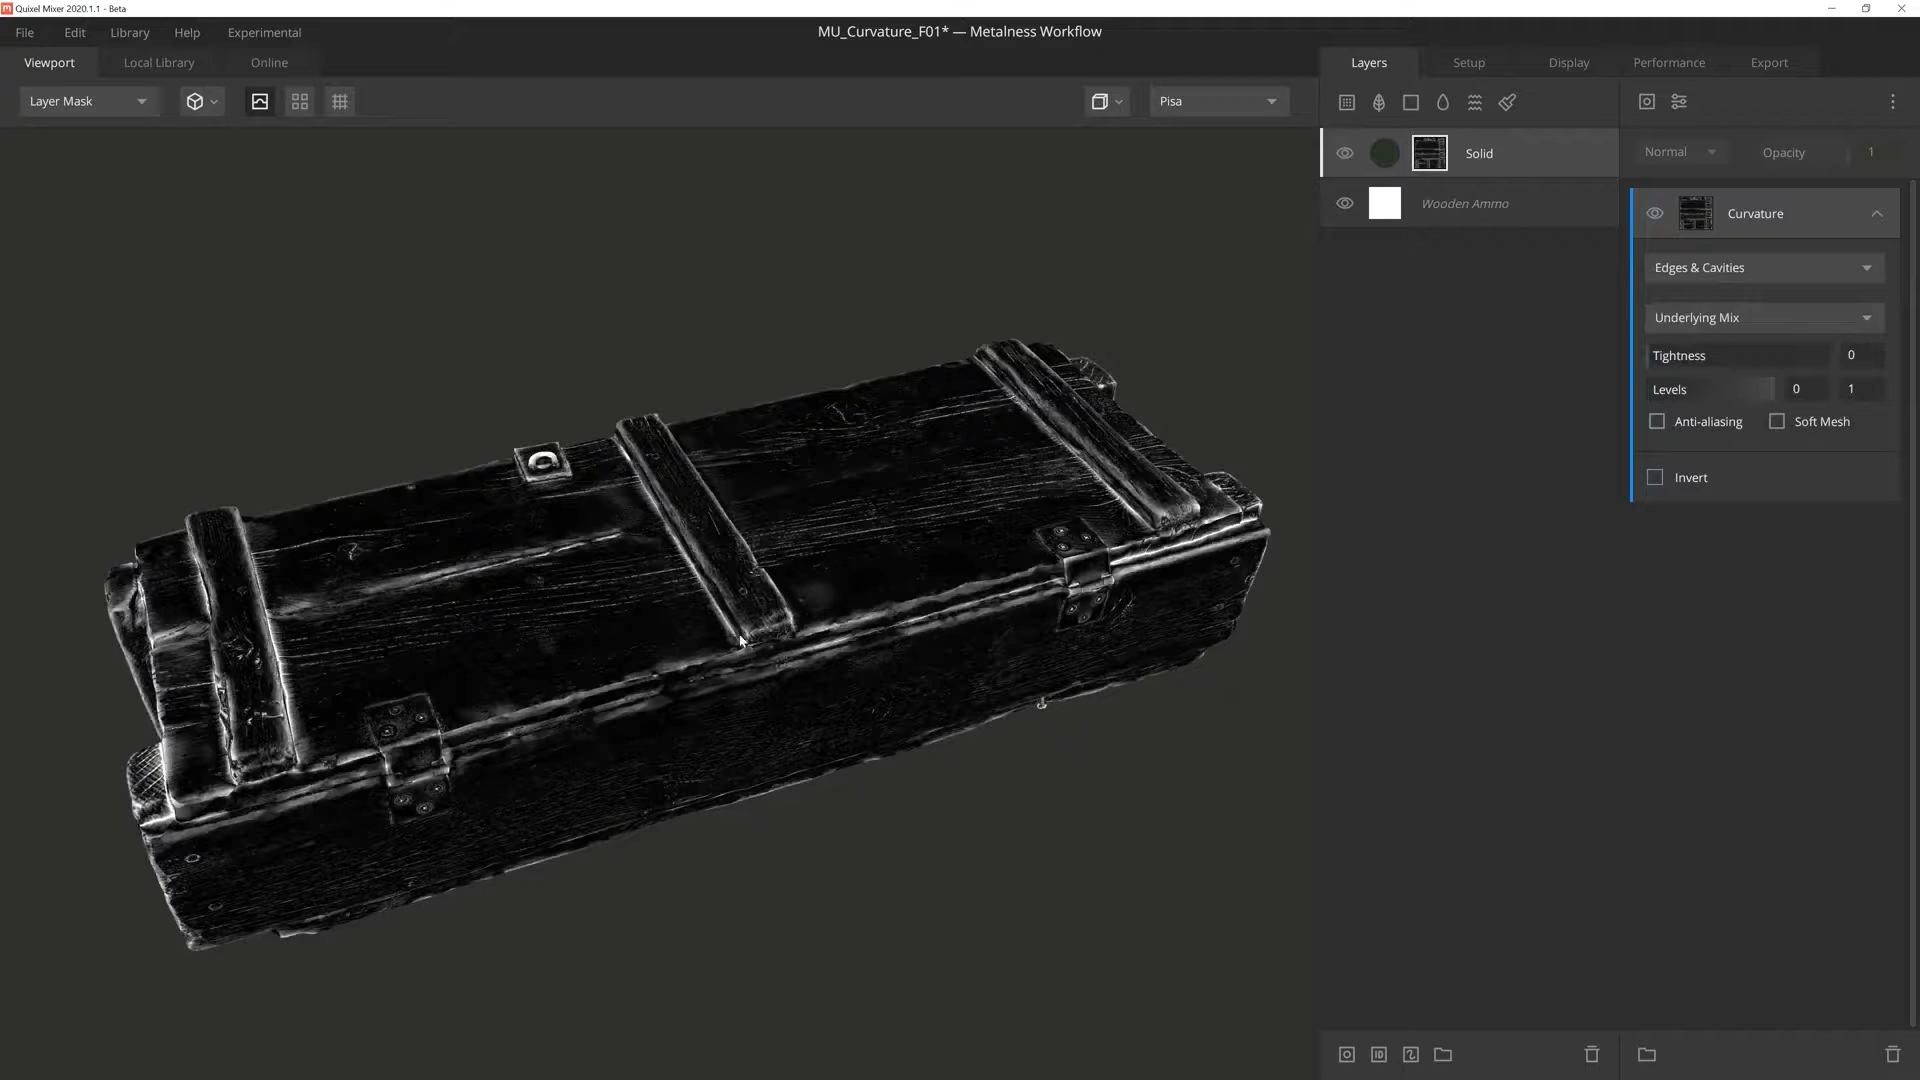 Quixel Mixer 2020.1.1 - Beta
File Edit Library Help Experimental
MU_Curvature_F01* — Metalness Workflow
Viewport Local Library Online
Layers Setup Display Performance Export
Layer Mask
Pisa
Solid
Normal Opacity 1
Wooden Ammo
Curvature
Edges & Cavities
Underlying Mix
Tightness 0
Levels 0 1
Anti-aliasing Soft Mesh
Invert